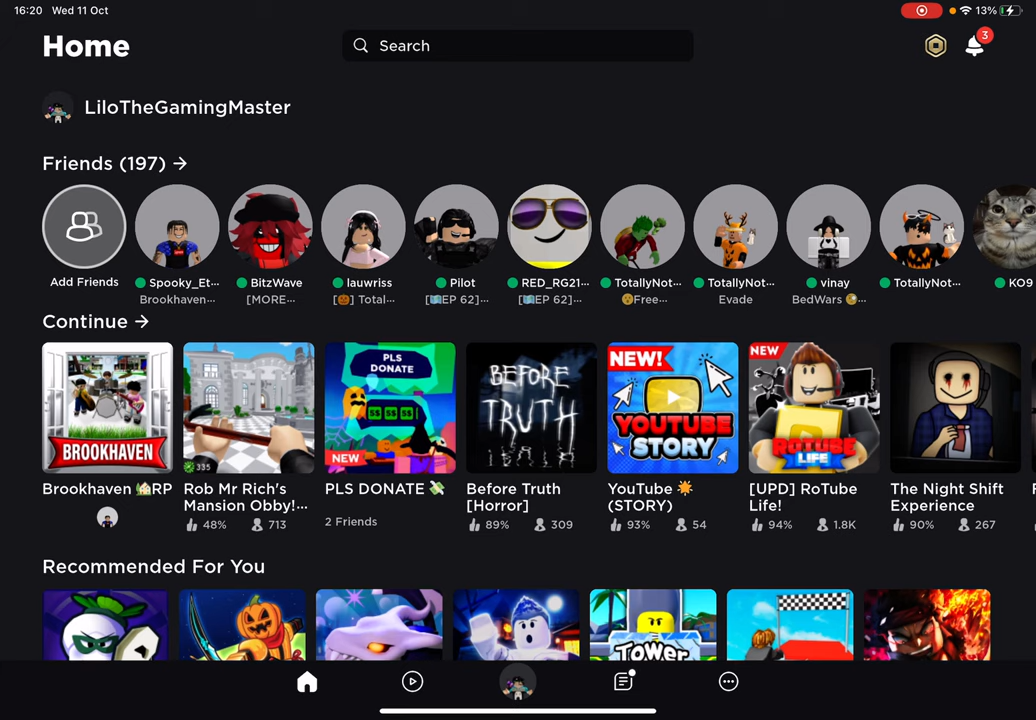 16:20 Wed 11 Oct
13%
Home
Search
3
LiloTheGamingMaster
Friends (197) →
Add Friends
Spooky_Et...
BitzWave
lauwriss
Pilot
RED_RG21...
TotallyNot...
TotallyNot...
vinay
TotallyNot...
KO9
Brookhaven...
[MORE...
[🎃] Total...
EP 62]...
EP 62]...
Free...
Evade
BedWars
Continue →
BROOKHAVEN
335
PLS
DONATE
NEW
BEFORE
TRUTH
NEW!
YOUTUBE
STORY
NEW
ROTUBE
LIFE
Brookhaven 🏡RP
Rob Mr Rich's
Mansion Obby!...
PLS DONATE 💸
Before Truth
[Horror]
YouTube ☀️
(STORY)
[UPD] RoTube
Life!
The Night Shift
Experience
48% 713
2 Friends
89% 309
93% 54
94% 1.8K
90% 267
Recommended For You
Tower